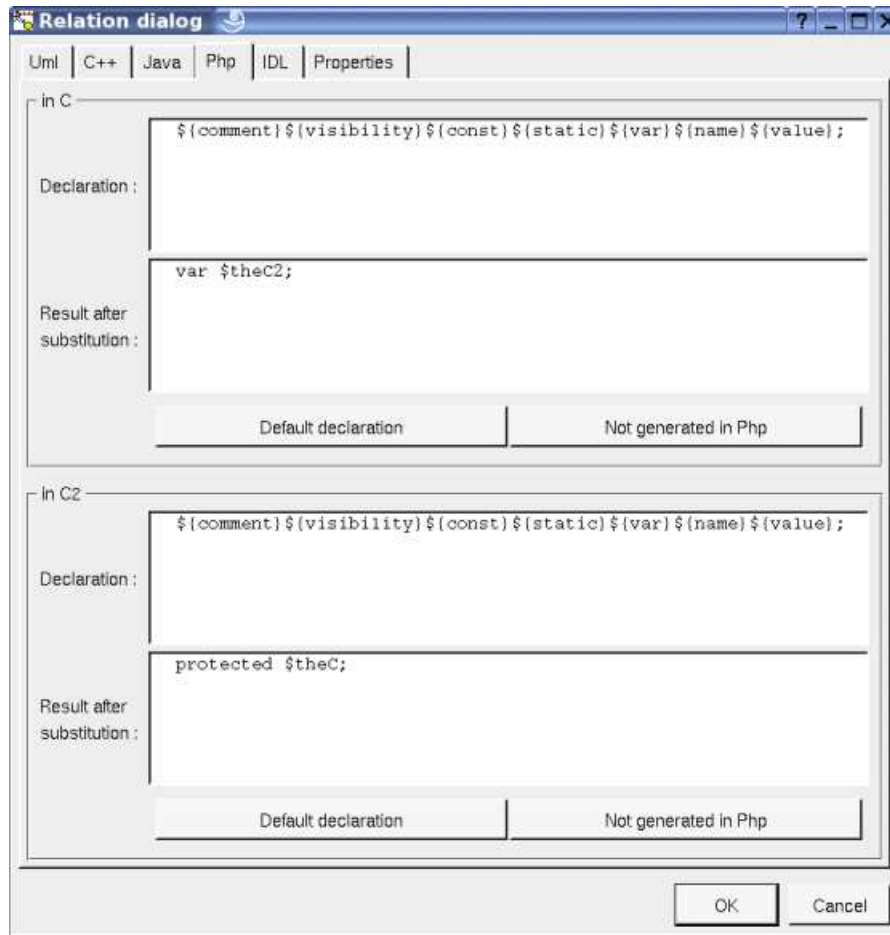 Relation dialog
Uml C++ Java Php IDL Properties
in C
${comment}${visibility}${const}${static}${var}${name}${value};
Declaration :
var $theC2;
Result after
substitution :
Default declaration Not generated in Php
in C2
${comment}${visibility}${const}${static}${var}${name}${value};
Declaration :
protected $theC;
Result after
substitution :
Default declaration Not generated in Php
OK Cancel